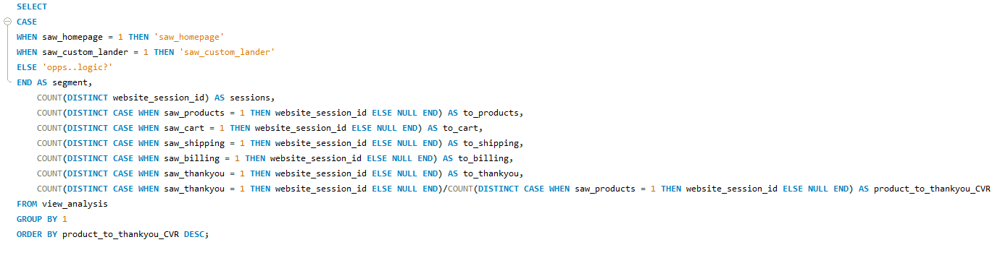 SELECT
CASE
WHEN saw_homepage = 1 THEN 'saw_homepage'
WHEN saw_custom_lander = 1 THEN 'saw_custom_lander'
ELSE 'opps..logic?'
END AS segment,
COUNT(DISTINCT website_session_id) AS sessions,
COUNT(DISTINCT CASE WHEN saw_products = 1 THEN website_session_id ELSE NULL END) AS to_products,
COUNT(DISTINCT CASE WHEN saw_cart = 1 THEN website_session_id ELSE NULL END) AS to_cart,
COUNT(DISTINCT CASE WHEN saw_shipping = 1 THEN website_session_id ELSE NULL END) AS to_shipping,
COUNT(DISTINCT CASE WHEN saw_billing = 1 THEN website_session_id ELSE NULL END) AS to_billing,
COUNT(DISTINCT CASE WHEN saw_thankyou = 1 THEN website_session_id ELSE NULL END) AS to_thankyou,
COUNT(DISTINCT CASE WHEN saw_thankyou = 1 THEN website_session_id ELSE NULL END)/COUNT(DISTINCT CASE WHEN saw_products = 1 THEN website_session_id ELSE NULL END) AS product_to_thankyou_CVR
FROM view_analysis
GROUP BY 1
ORDER BY product_to_thankyou_CVR DESC;